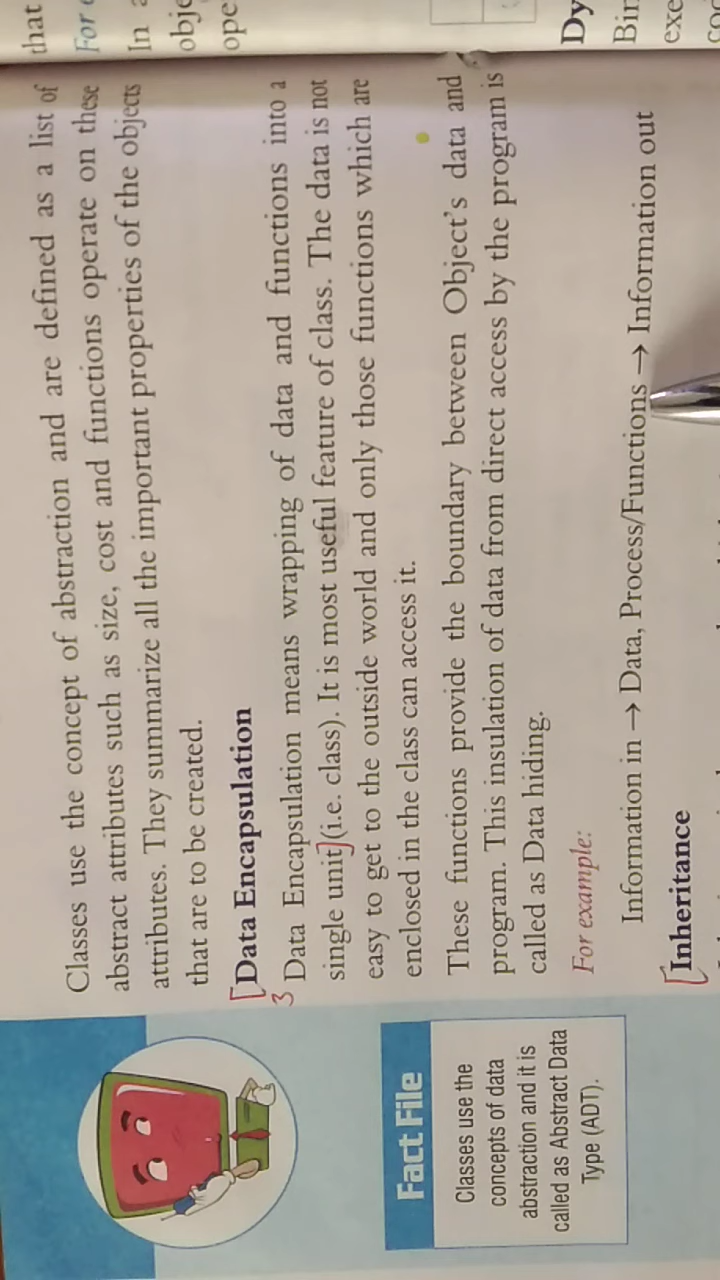 Classes use the concept of abstraction and are defined as a list of
abstract attributes such as size, cost and functions operate on these
attributes. They summarize all the important properties of the objects
that are to be created.
[Data Encapsulation
3 Data Encapsulation means wrapping of data and functions into a
single unit] (i.e. class). It is most useful feature of class. The data is not
easy to get to the outside world and only those functions which are
enclosed in the class can access it.
These functions provide the boundary between Object's data and
program. This insulation of data from direct access by the program is
called as Data hiding.
For example:
Information in → Data, Process/Functions → Information out
[Inheritance
Fact File
Classes use the
concepts of data
abstraction and it is
called as Abstract Data
Type (ADT).
that
For
In